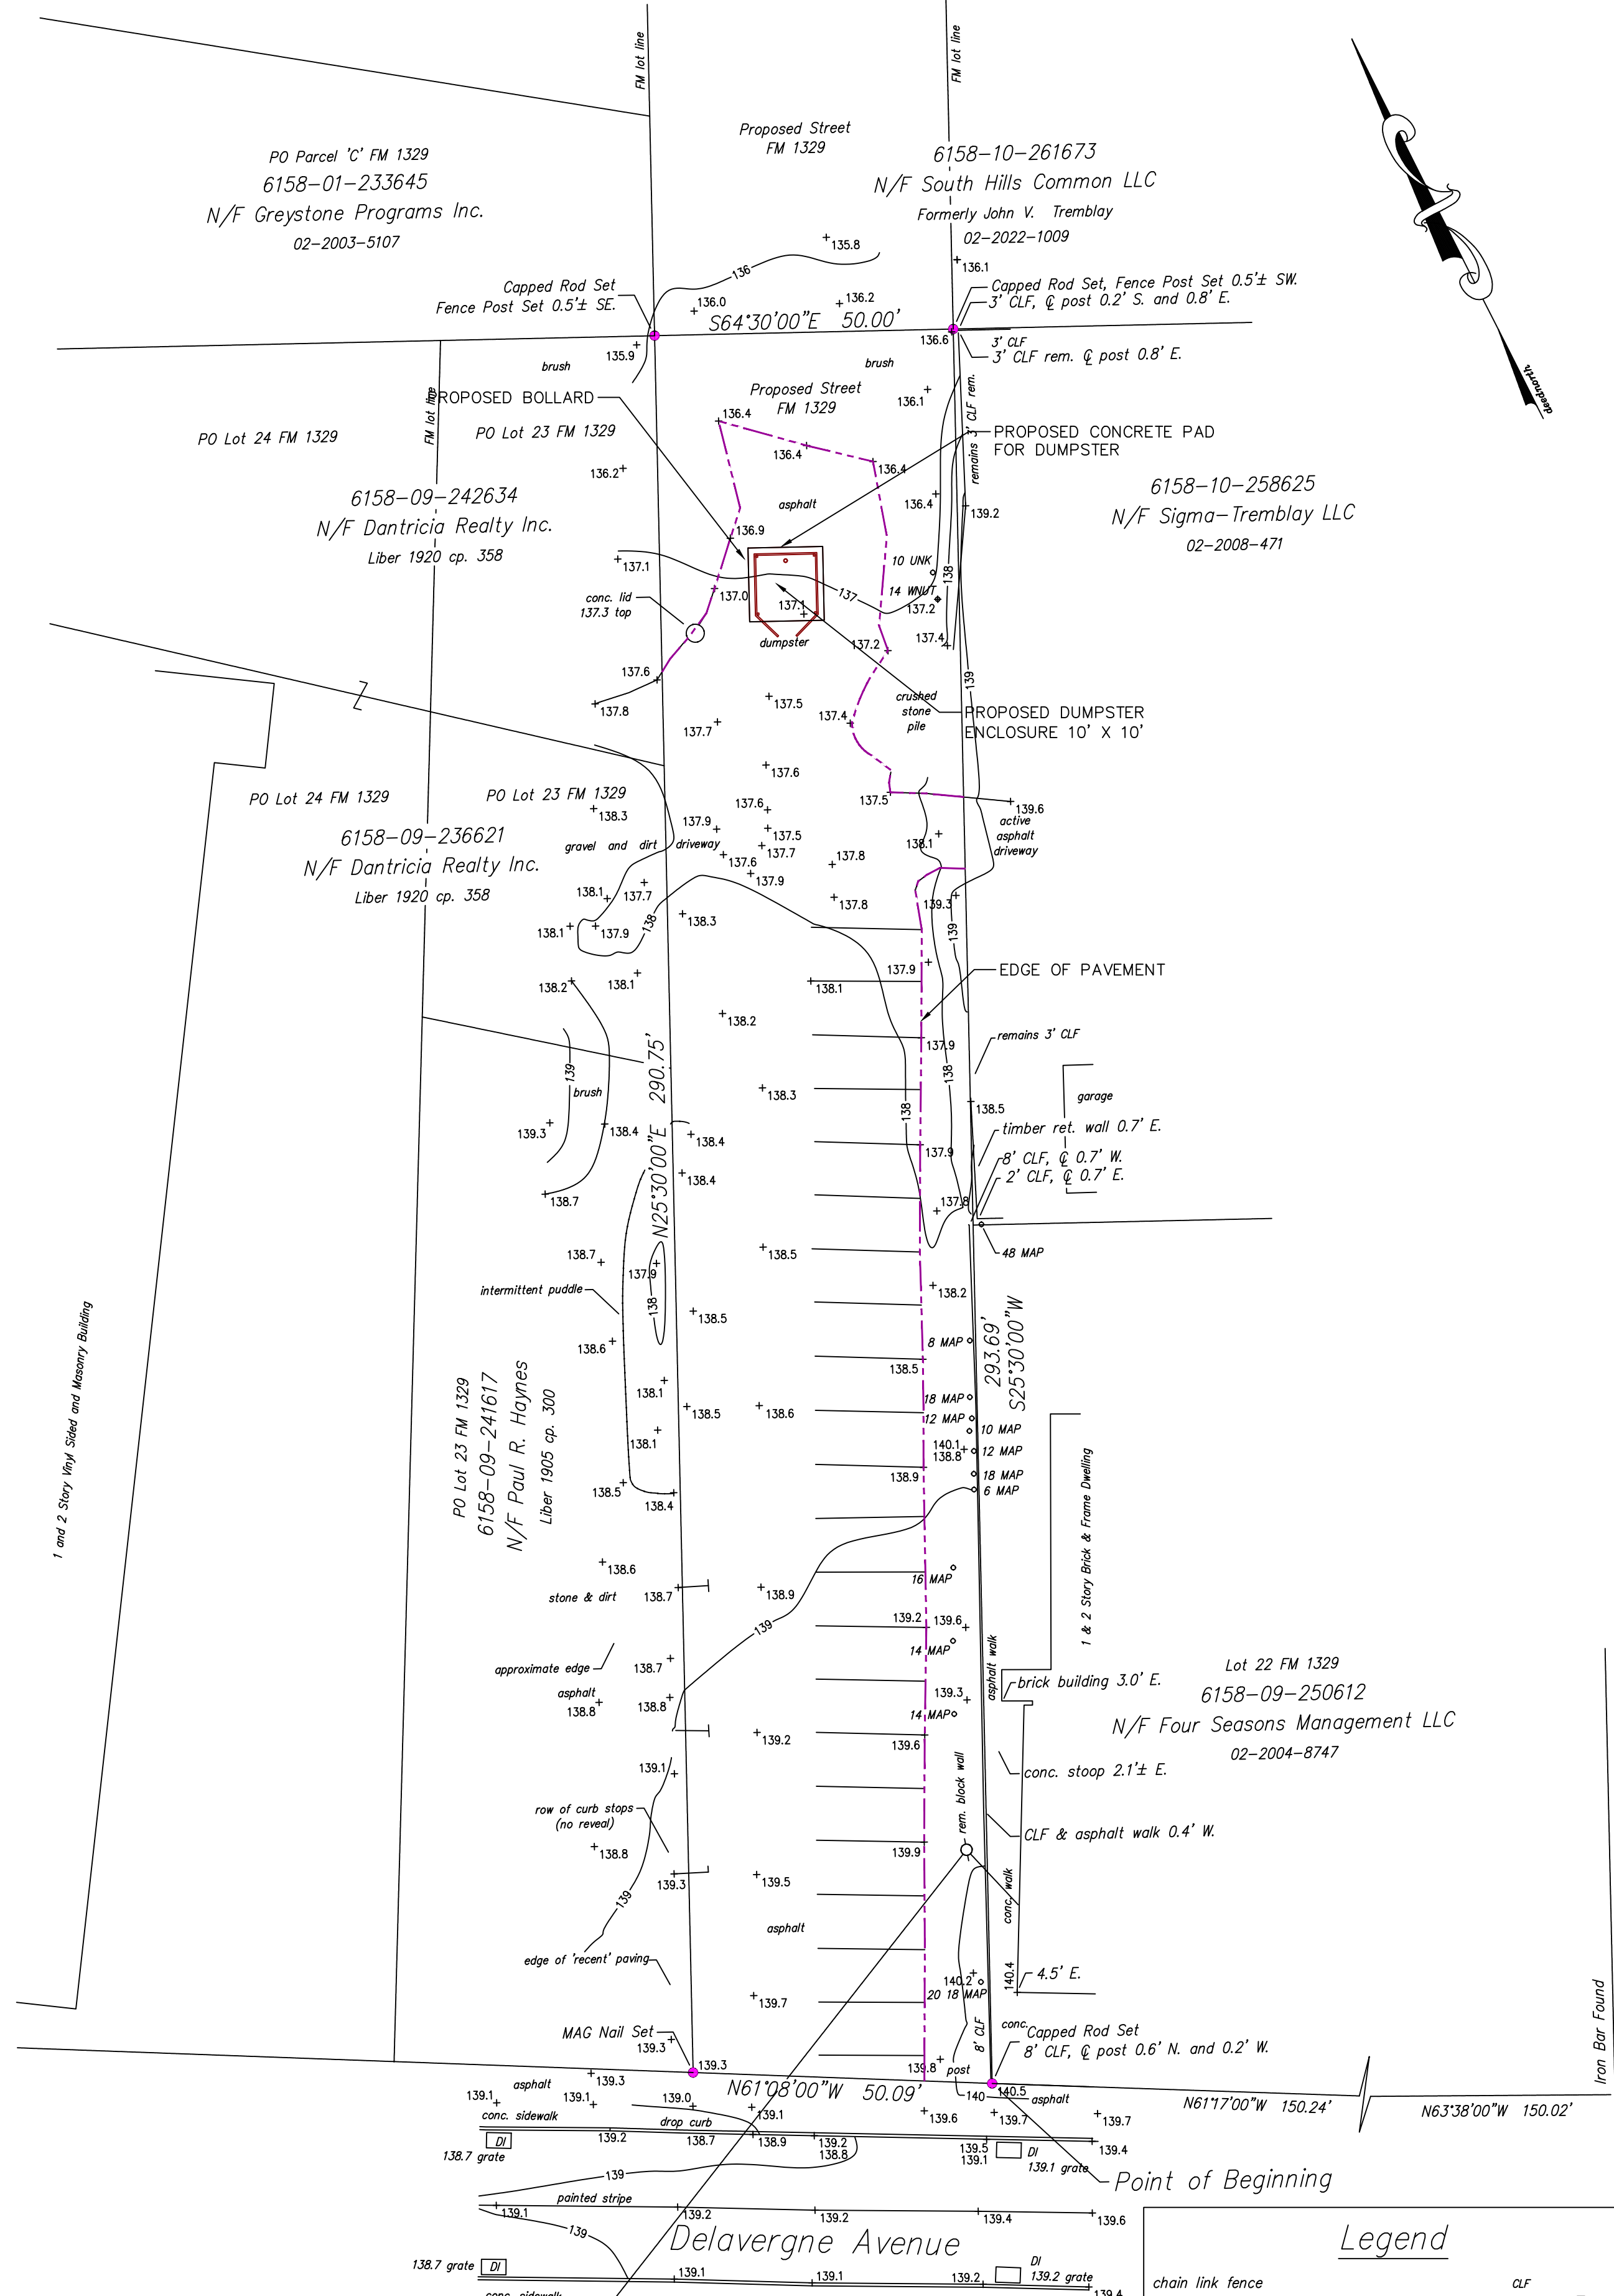 FM lot line
FM lot line
Proposed Street
FM 1329
PO Parcel 'C' FM 1329
6158-01-233645
N/F Greystone Programs Inc.
02-2003-5107
6158-10-261673
N/F South Hills Common LLC
Formerly John V. Tremblay
02-2022-1009
deednorth
135.8
136
136.1
Capped Rod Set
Fence Post Set 0.5'± SE.
136.0
136.2
S64°30'00"E 50.00'
Capped Rod Set, Fence Post Set 0.5'± SW.
3' CLF, ℄ post 0.2' S. and 0.8' E.
136.6
3' CLF
3' CLF rem. ℄ post 0.8' E.
135.9
brush
brush
FM lot line
PROPOSED BOLLARD
Proposed Street
FM 1329
136.1
remains 3' CLF rem.
PO Lot 24 FM 1329
PO Lot 23 FM 1329
136.4
136.4
136.4
PROPOSED CONCRETE PAD
FOR DUMPSTER
136.2
6158-09-242634
N/F Dantricia Realty Inc.
Liber 1920 cp. 358
asphalt
136.4
139.2
6158-10-258625
N/F Sigma-Tremblay LLC
02-2008-471
136.9
137.1
10 UNK
138
14 WNUT
137.2
conc. lid
137.3 top
137.0
137.1
137
137.4
dumpster
137.2
137.6
139
137.8
137.5
137.7
137.4
crushed
stone
pile
PROPOSED DUMPSTER
ENCLOSURE 10' X 10'
137.6
PO Lot 24 FM 1329
PO Lot 23 FM 1329
138.3
137.6
137.5
139.6
active
asphalt
driveway
6158-09-236621
N/F Dantricia Realty Inc.
Liber 1920 cp. 358
137.9
137.5
gravel and dirt driveway
137.7
137.6
137.8
138.1
137.9
138.1
137.7
137.8
139.3
138
138.3
138.1
137.9
139
137.9
EDGE OF PAVEMENT
138.2
138.1
138.1
138.2
137.9
remains 3' CLF
N25°30'00"E 290.75'
139
brush
138
138
138.3
garage
138.5
139.3
138.4
138.4
timber ret. wall 0.7' E.
137.9
8' CLF, ℄ 0.7' W.
2' CLF, ℄ 0.7' E.
138.4
138.7
137.8
138.7
138.5
48 MAP
137.9
intermittent puddle
138
138.2
138.5
293.69'
S25°30'00"W
138.6
8 MAP
138.5
138.1
18 MAP
138.5
138.6
12 MAP
10 MAP
138.1
140.1
138.8
12 MAP
138.9
18 MAP
6 MAP
1 and 2 Story Vinyl Sided and Masonry Building
PO Lot 23 FM 1329
6158-09-241617
N/F Paul R. Haynes
Liber 1905 cp. 300
138.5
138.4
1 & 2 Story Brick & Frame Dwelling
138.6
stone & dirt
138.7
138.9
16 MAP
139
139.2
139.6
14 MAP
asphalt walk
approximate edge
138.7
asphalt
138.8
138.8
139.3
14 MAP
brick building 3.0' E.
Lot 22 FM 1329
6158-09-250612
N/F Four Seasons Management LLC
02-2004-8747
139.2
139.6
139.1
rem. block wall
conc. stoop 2.1'± E.
row of curb stops
(no reveal)
138.8
139.9
CLF & asphalt walk 0.4' W.
139.3
139.5
139
conc. walk
asphalt
edge of 'recent' paving
139.7
140.2
20 18 MAP
140.4
4.5' E.
8' CLF
conc.
Capped Rod Set
8' CLF, ℄ post 0.6' N. and 0.2' W.
Iron Bar Found
MAG Nail Set
139.3
139.3
139.8
post
N61°08'00"W 50.09'
140
140.5
asphalt
N61°17'00"W 150.24'
N63°38'00"W 150.02'
asphalt
139.3
139.1
139.1
139.0
139.1
139.6
139.7
139.7
conc. sidewalk
drop curb
DI
138.7 grate
139.2
138.7
138.9
139.2
138.8
139.5
139.1
DI
139.1 grate
139.4
Point of Beginning
139
painted stripe
139.1
139.2
139.2
139.4
139.6
139
Delavergne Avenue
Legend
138.7 grate
DI
139.1
139.1
139.2
DI
139.2 grate
139.4
conc. sidewalk
chain link fence CLF